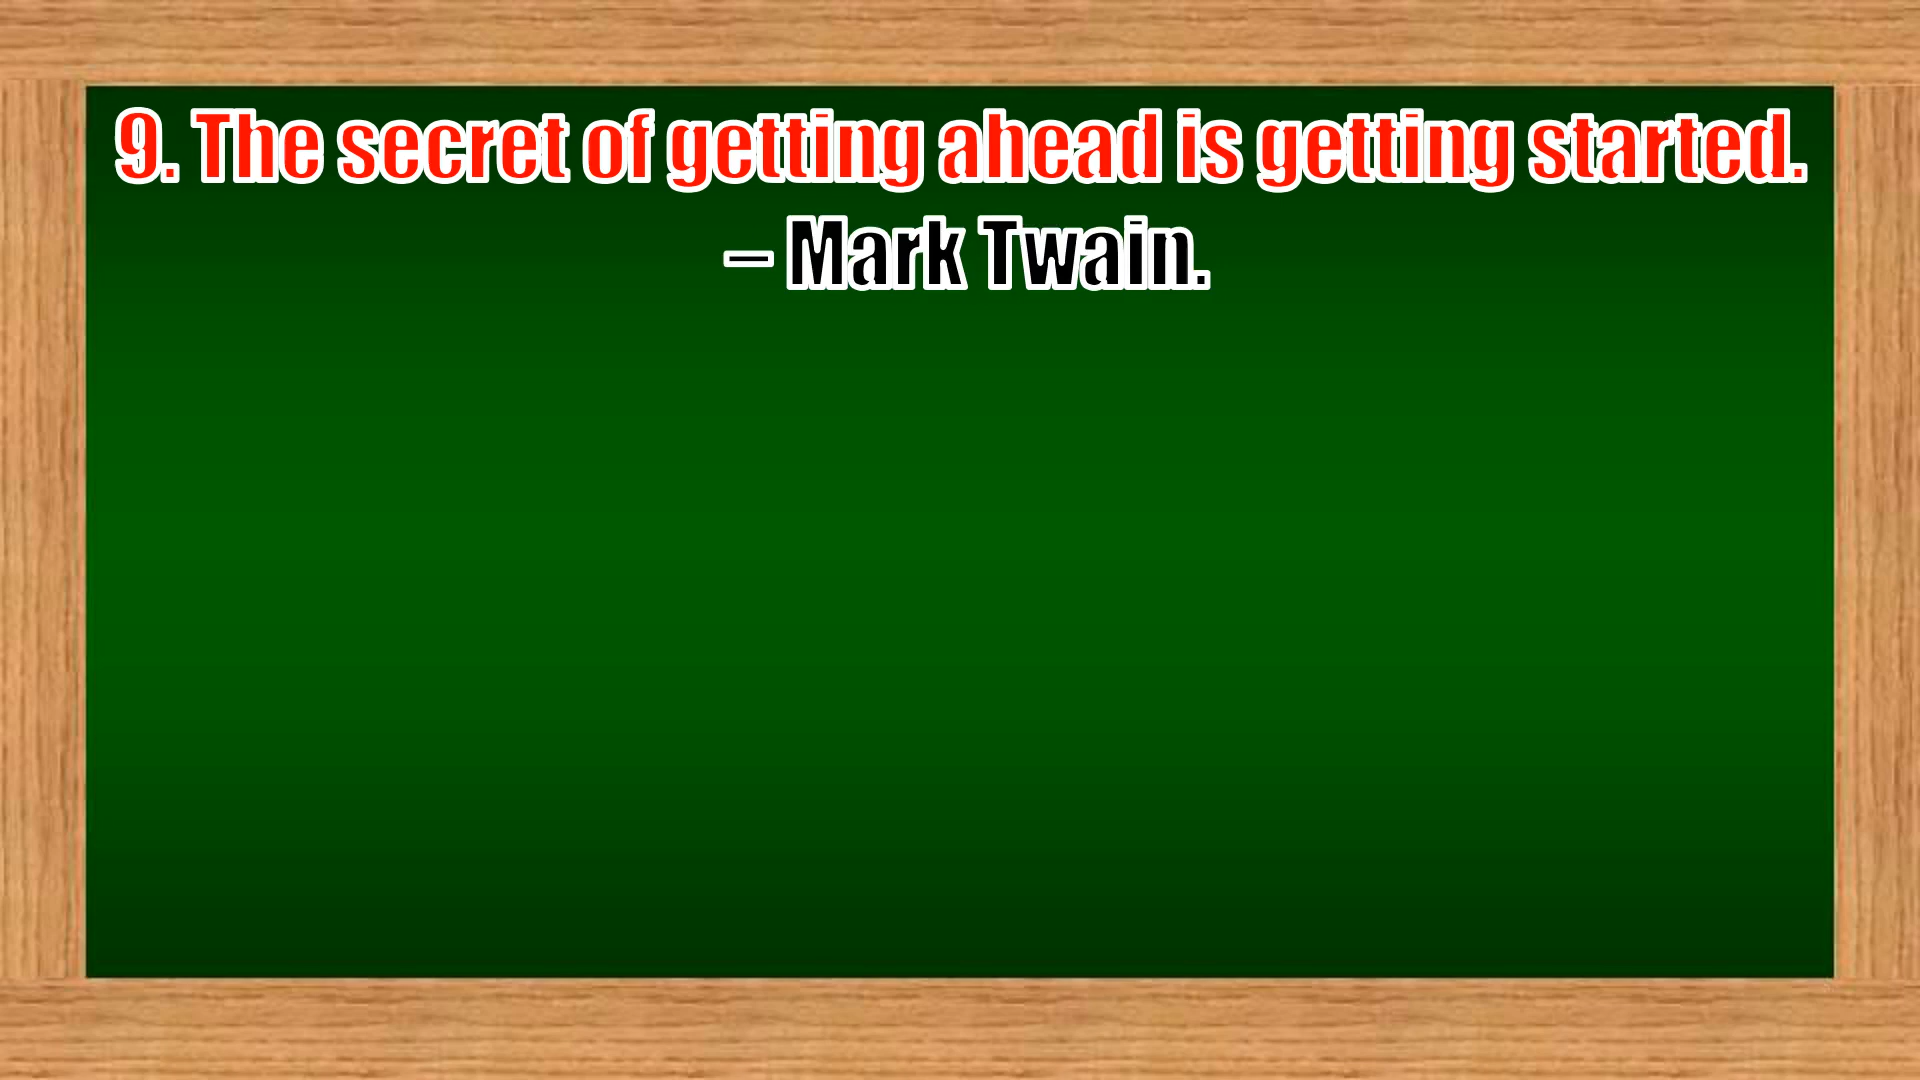 9. The secret of getting ahead is getting started.
– Mark Twain.